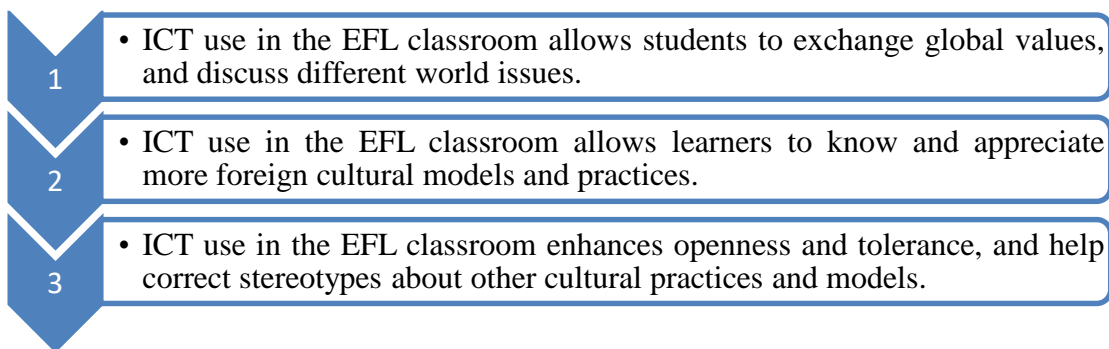 1
• ICT use in the EFL classroom allows students to exchange global values,
and discuss different world issues.
2
• ICT use in the EFL classroom allows learners to know and appreciate
more foreign cultural models and practices.
3
• ICT use in the EFL classroom enhances openness and tolerance, and help
correct stereotypes about other cultural practices and models.